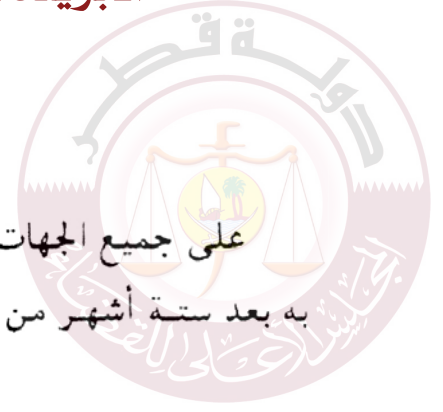 دولة قطر
على جميع الجهات
به بعد ستة أشهر من
المجلس الأعلى للقضاء